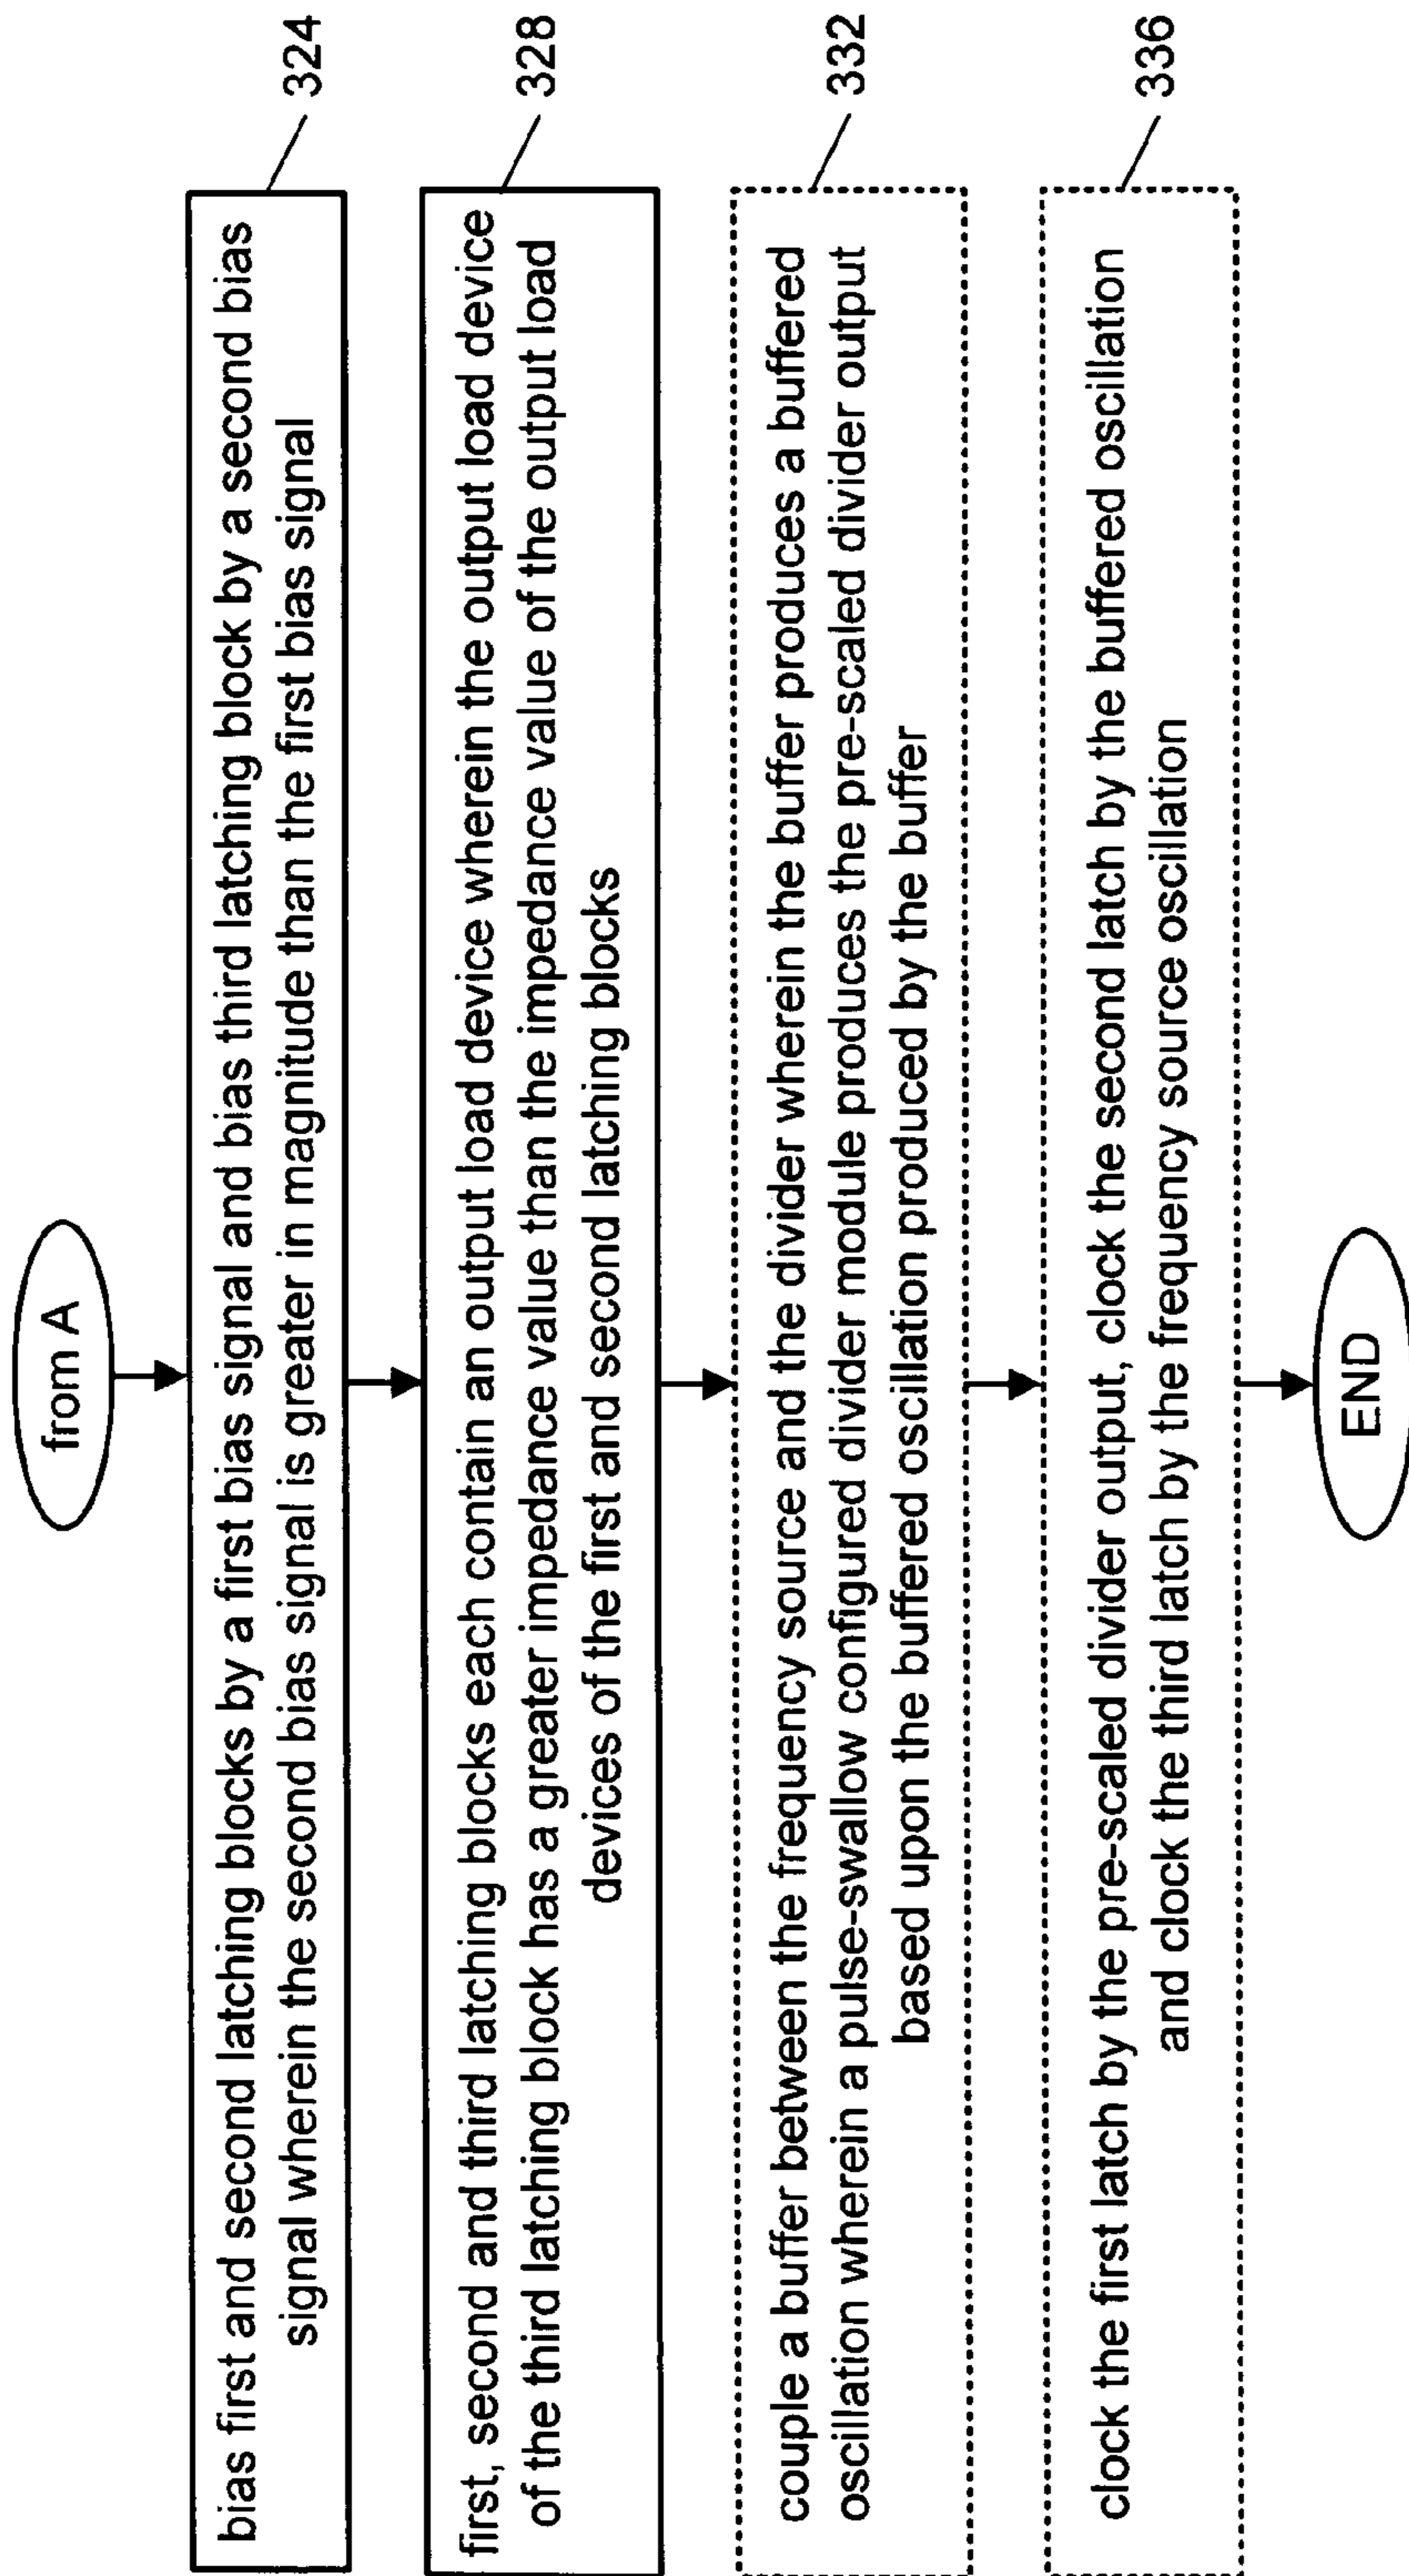 from A
bias first and second latching blocks by a first bias signal and bias third latching block by a second bias
signal wherein the second bias signal is greater in magnitude than the first bias signal
324
first, second and third latching blocks each contain an output load device wherein the output load device
of the third latching block has a greater impedance value than the impedance value of the output load
devices of the first and second latching blocks
328
couple a buffer between the frequency source and the divider wherein the buffer produces a buffered
oscillation wherein a pulse-swallow configured divider module produces the pre-scaled divider output
based upon the buffered oscillation produced by the buffer
332
clock the first latch by the pre-scaled divider output, clock the second latch by the buffered oscillation
and clock the third latch by the frequency source oscillation
336
END